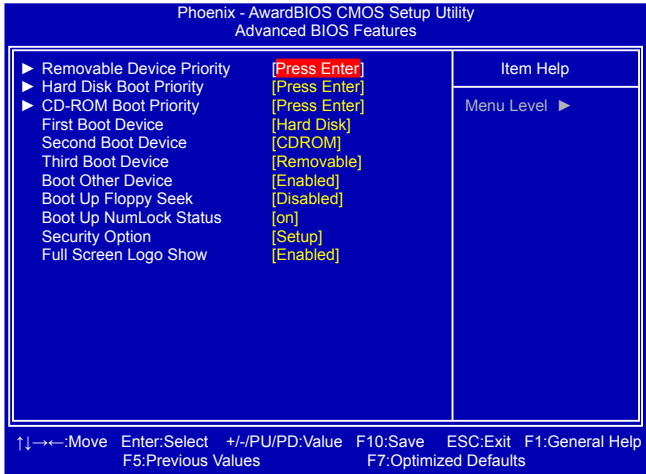 Phoenix - AwardBIOS CMOS Setup Utility
Advanced BIOS Features
► Removable Device Priority [Press Enter]
► Hard Disk Boot Priority [Press Enter]
► CD-ROM Boot Priority [Press Enter]
First Boot Device [Hard Disk]
Second Boot Device [CDROM]
Third Boot Device [Removable]
Boot Other Device [Enabled]
Boot Up Floppy Seek [Disabled]
Boot Up NumLock Status [on]
Security Option [Setup]
Full Screen Logo Show [Enabled]
Item Help
Menu Level ►
↑↓→←:Move Enter:Select +/-/PU/PD:Value F10:Save ESC:Exit F1:General Help
F5:Previous Values F7:Optimized Defaults